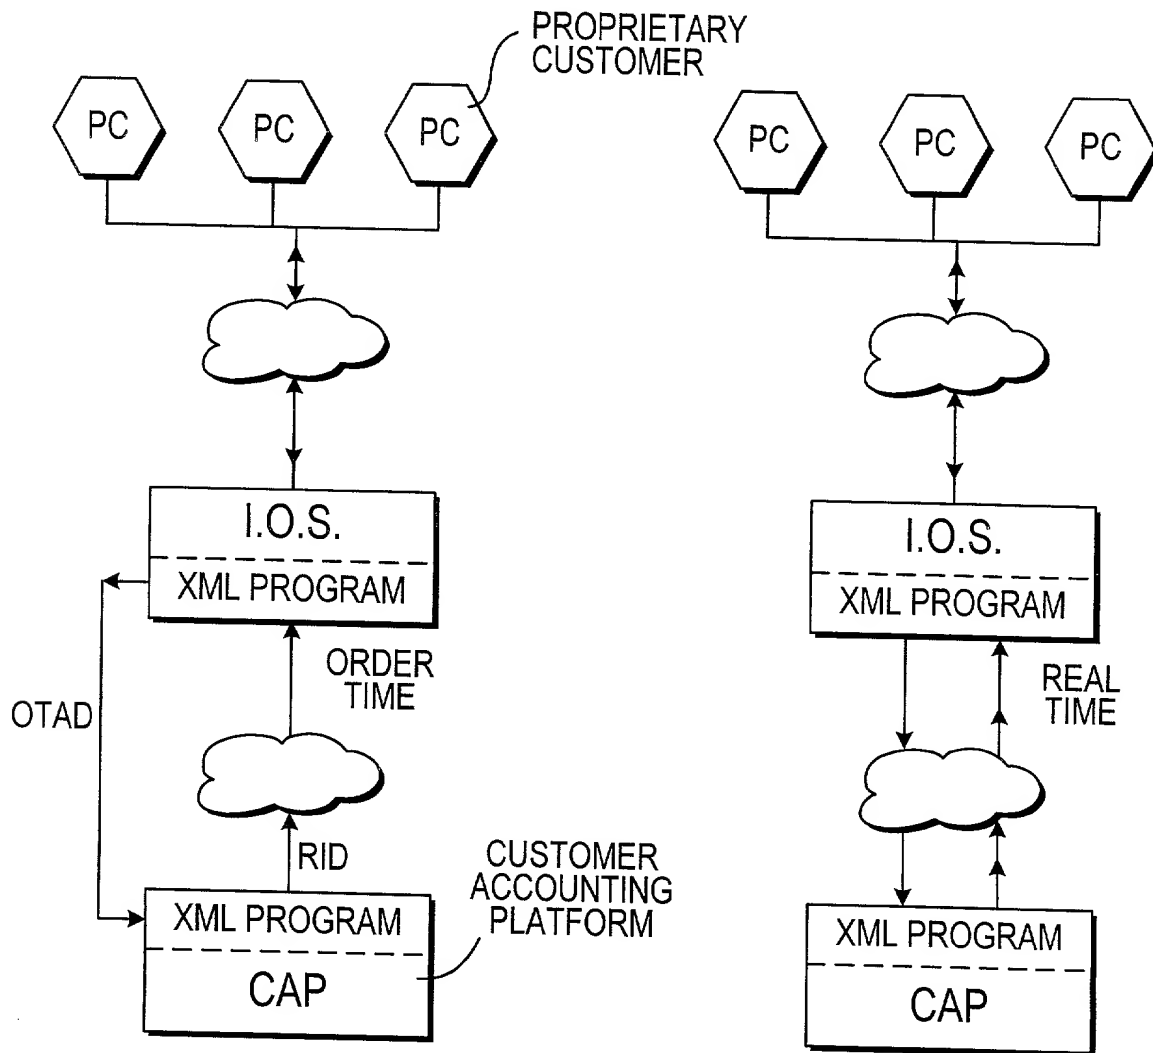 PROPRIETARY
CUSTOMER
PC
PC
PC
I.O.S.
XML PROGRAM
ORDER
TIME
OTAD
RID
CUSTOMER
ACCOUNTING
PLATFORM
XML PROGRAM
CAP
PC
PC
PC
I.O.S.
XML PROGRAM
REAL
TIME
XML PROGRAM
CAP